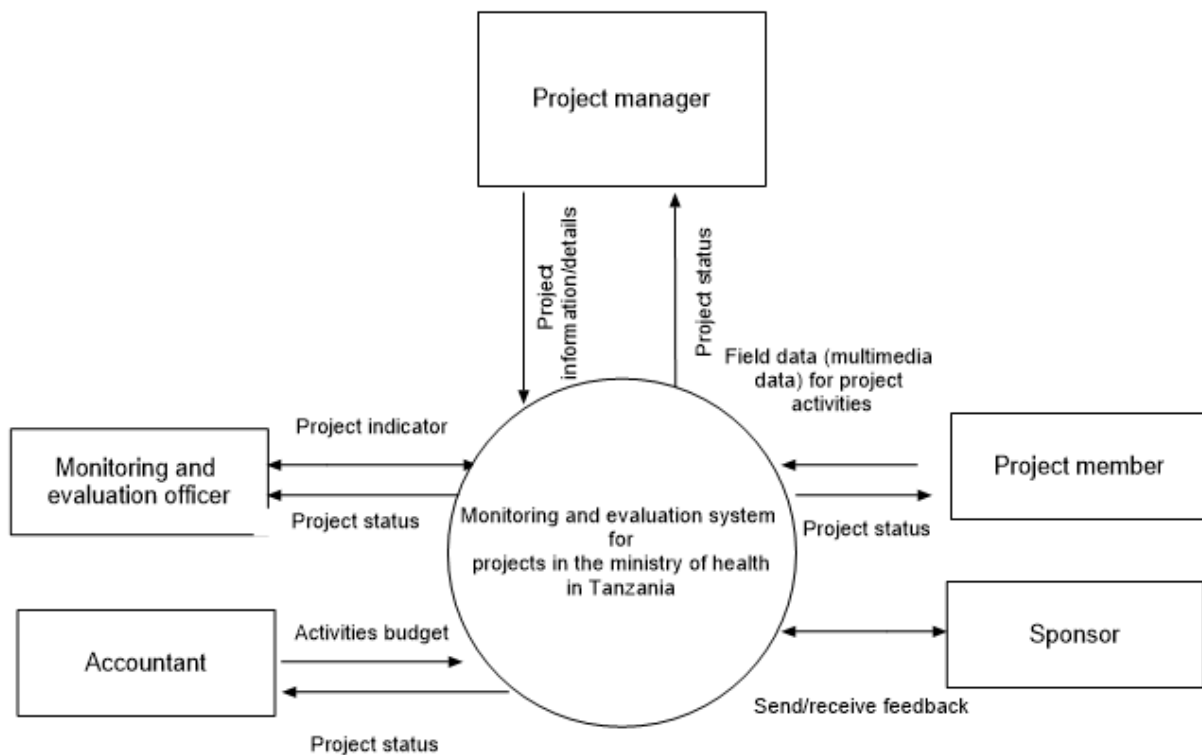 Project manager
Project
information/details
Project status
Field data (multimedia
data) for project
activities
Project indicator
Monitoring and
evaluation officer
Project status
Project member
Project status
Monitoring and evaluation system
for
projects in the ministry of health
in Tanzania
Activities budget
Accountant
Project status
Sponsor
Send/receive feedback